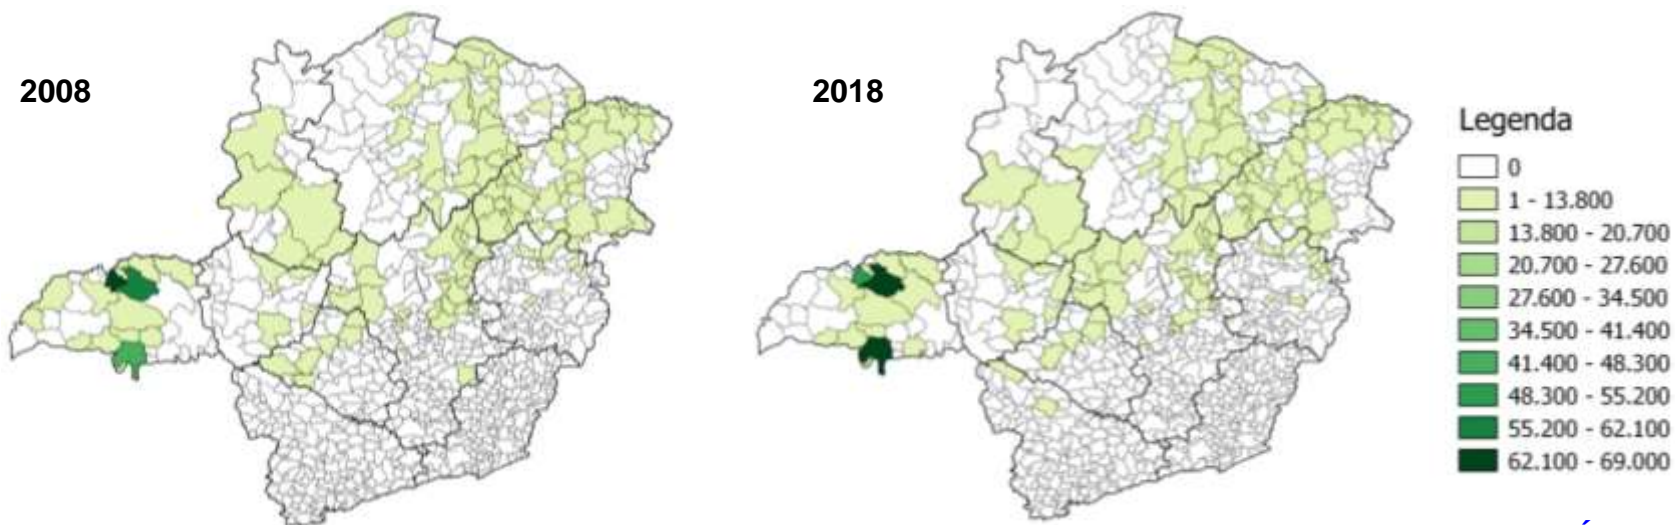 2008
2018
Legenda
0
1 - 13.800
13.800 - 20.700
20.700 - 27.600
27.600 - 34.500
34.500 - 41.400
41.400 - 48.300
48.300 - 55.200
55.200 - 62.100
62.100 - 69.000